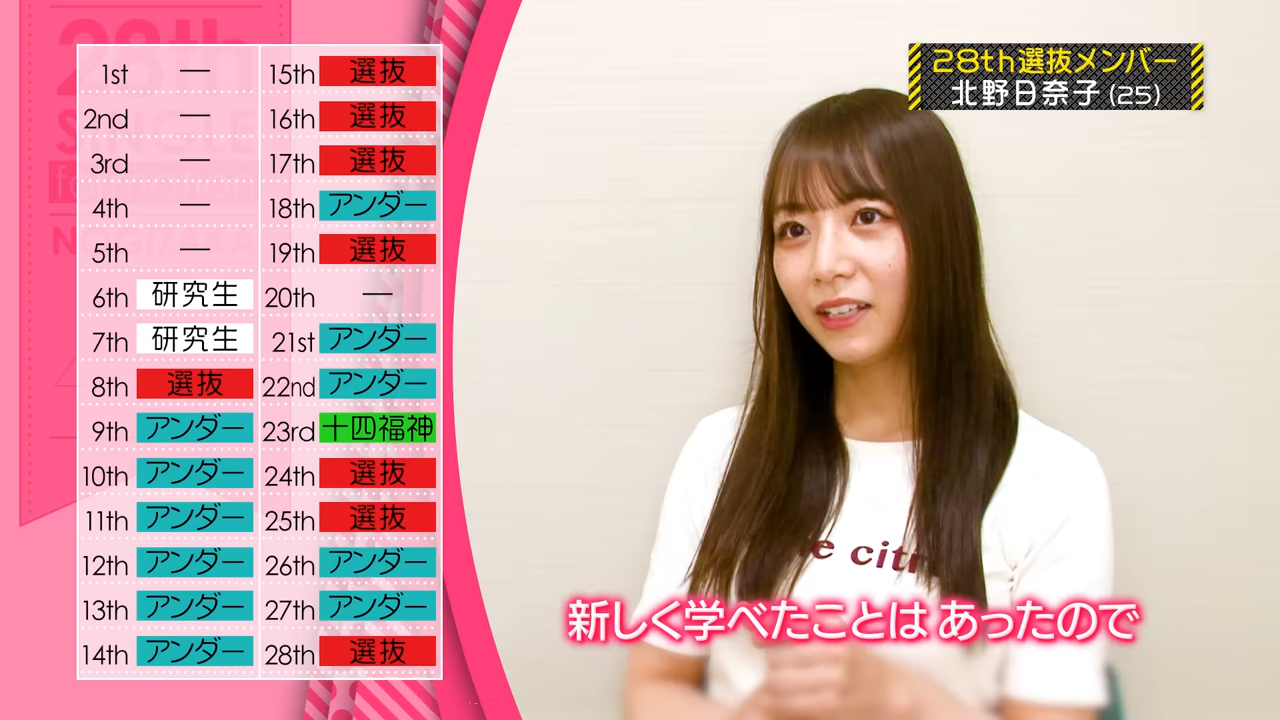 1st —
2nd —
3rd —
4th —
5th —
6th 研究生
7th 研究生
8th 選抜
9th アンダー
10th アンダー
11th アンダー
12th アンダー
13th アンダー
14th アンダー
15th 選抜
16th 選抜
17th 選抜
18th アンダー
19th 選抜
20th —
21st アンダー
22nd アンダー
23rd 十四福神
24th 選抜
25th 選抜
26th アンダー
27th アンダー
28th 選抜
28th選抜メンバー
北野日奈子(25)
e cit
新しく学べたことは あったので